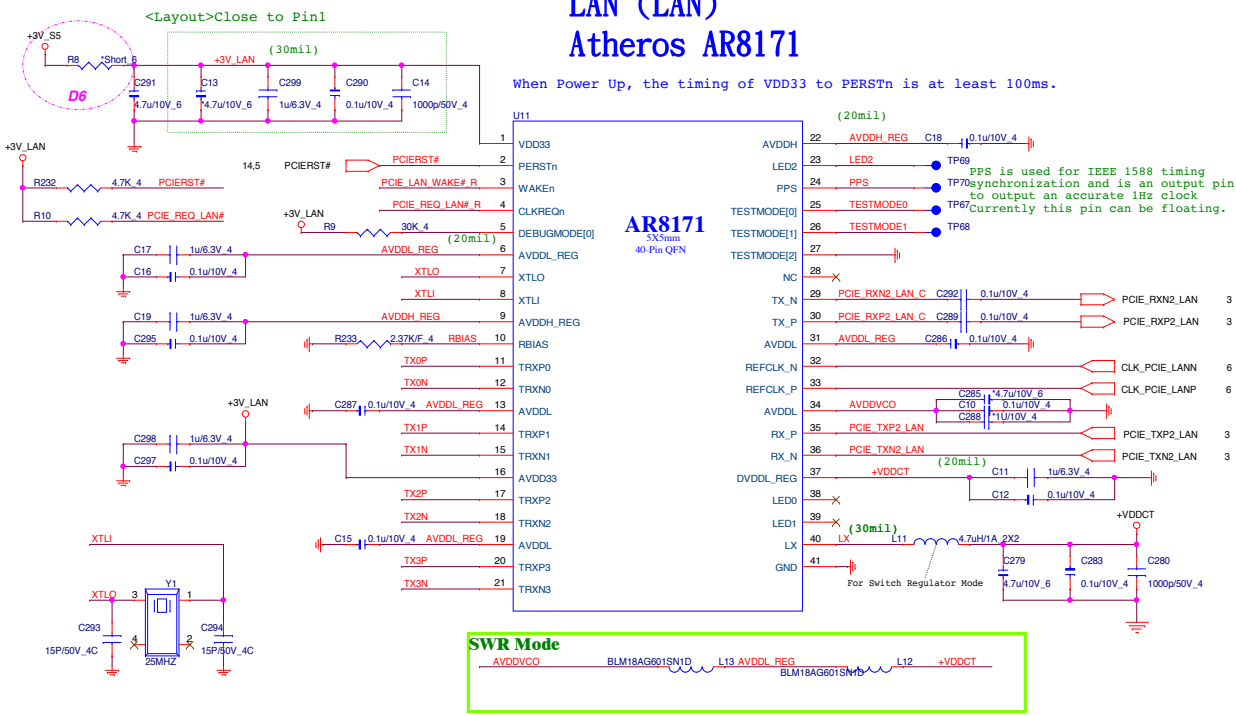 LAN (LAN)
Atheros AR8171
<Layout>Close to Pin1
When Power Up, the timing of VDD33 to PERSTn is at least 100ms.
+3V_S5
R8 *Short_6
D6
+3V_LAN
(30mil)
C291
4.7u/10V_6
C13
*4.7u/10V_6
C299
1u/6.3V_4
C290
0.1u/10V_4
C14
1000p/50V_4
+3V_LAN
R232 4.7K_4 PCIERST#
R10 4.7K_4 PCIE_REQ_LAN#
14,5 PCIERST# PCIERST#
PCIE_LAN_WAKE#_R
PCIE_REQ_LAN#_R
+3V_LAN
R9 30K_4
(20mil)
C17 1u/6.3V_4 AVDDL_REG
C16 0.1u/10V_4
XTLO
XTLI
C19 1u/6.3V_4 AVDDH_REG
C295 0.1u/10V_4
R233 2.37K/F_4 RBIAS
TX0P
TX0N
C287 0.1u/10V_4 AVDDL_REG
+3V_LAN
TX1P
C298 1u/6.3V_4
TX1N
C297 0.1u/10V_4
TX2P
TX2N
C15 0.1u/10V_4 AVDDL_REG
TX3P
TX3N
U11
AR8171
5X5mm
40-Pin QFN
1 VDD33
2 PERSTn
3 WAKEn
4 CLKREQn
5 DEBUGMODE[0]
6 AVDDL_REG
7 XTLO
8 XTLI
9 AVDDH_REG
10 RBIAS
11 TRXP0
12 TRXN0
13 AVDDL
14 TRXP1
15 TRXN1
16 AVDD33
17 TRXP2
18 TRXN2
19 AVDDL
20 TRXP3
21 TRXN3
(20mil)
AVDDH 22 AVDDH_REG C18 0.1u/10V_4
LED2 23 LED2 TP69
PPS 24 PPS TP70
TESTMODE[0] 25 TESTMODE0 TP67
TESTMODE[1] 26 TESTMODE1 TP68
TESTMODE[2] 27
NC 28
PPS is used for IEEE 1588 timing
synchronization and is an output pin
to output an accurate 1Hz clock
Currently this pin can be floating.
TX_N 29 PCIE_RXN2_LAN_C C292 0.1u/10V_4 PCIE_RXN2_LAN 3
TX_P 30 PCIE_RXP2_LAN_C C289 0.1u/10V_4 PCIE_RXP2_LAN 3
AVDDL 31 AVDDL_REG C286 0.1u/10V_4
REFCLK_N 32 CLK_PCIE_LANN 6
REFCLK_P 33 CLK_PCIE_LANP 6
C285 *4.7u/10V_6
AVDDL 34 AVDDVCO C10 0.1u/10V_4
C288 *1U/10V_4
RX_P 35 PCIE_TXP2_LAN PCIE_TXP2_LAN 3
RX_N 36 PCIE_TXN2_LAN PCIE_TXN2_LAN 3
(20mil)
DVDDL_REG 37 +VDDCT C11 1u/6.3V_4
LED0 38 C12 0.1u/10V_4
LED1 39
(30mil)
+VDDCT
LX 40 LX L11 4.7uH/1A_2X2
GND 41
For Switch Regulator Mode
C279
4.7u/10V_6
C283
0.1u/10V_4
C280
1000p/50V_4
XTLI
Y1
XTLO 3 1
4 2
C293
15P/50V_4C
25MHZ
C294
15P/50V_4C
SWR Mode
AVDDVCO BLM18AG601SN1D L13 AVDDL_REG BLM18AG601SN1D L12 +VDDCT